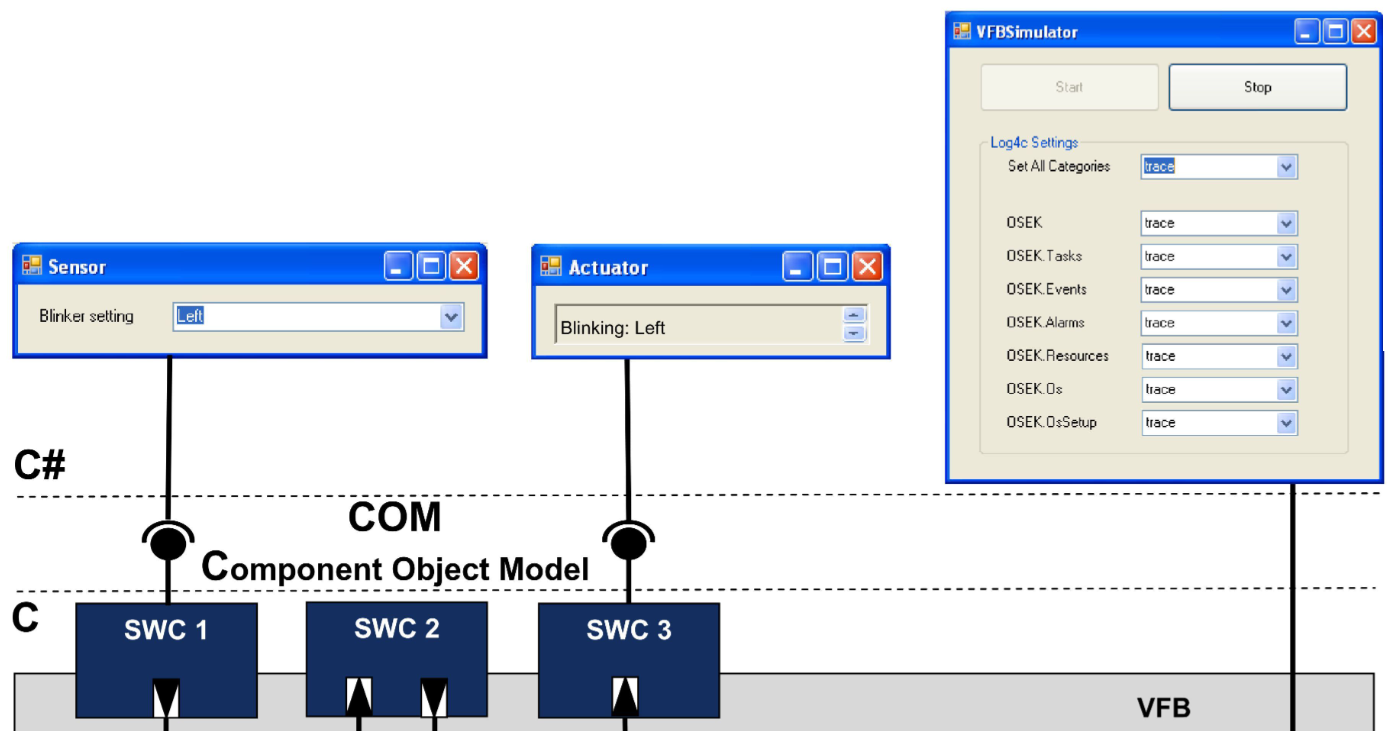 VFBSimulator
Start
Stop
Log4c Settings
Set All Categories trace
OSEK trace
OSEK.Tasks trace
OSEK.Events trace
OSEK.Alarms trace
OSEK.Resources trace
OSEK.Os trace
OSEK.OsSetup trace
Sensor
Blinker setting Left
Actuator
Blinking: Left
C#
COM
Component Object Model
C
SWC 1
SWC 2
SWC 3
VFB